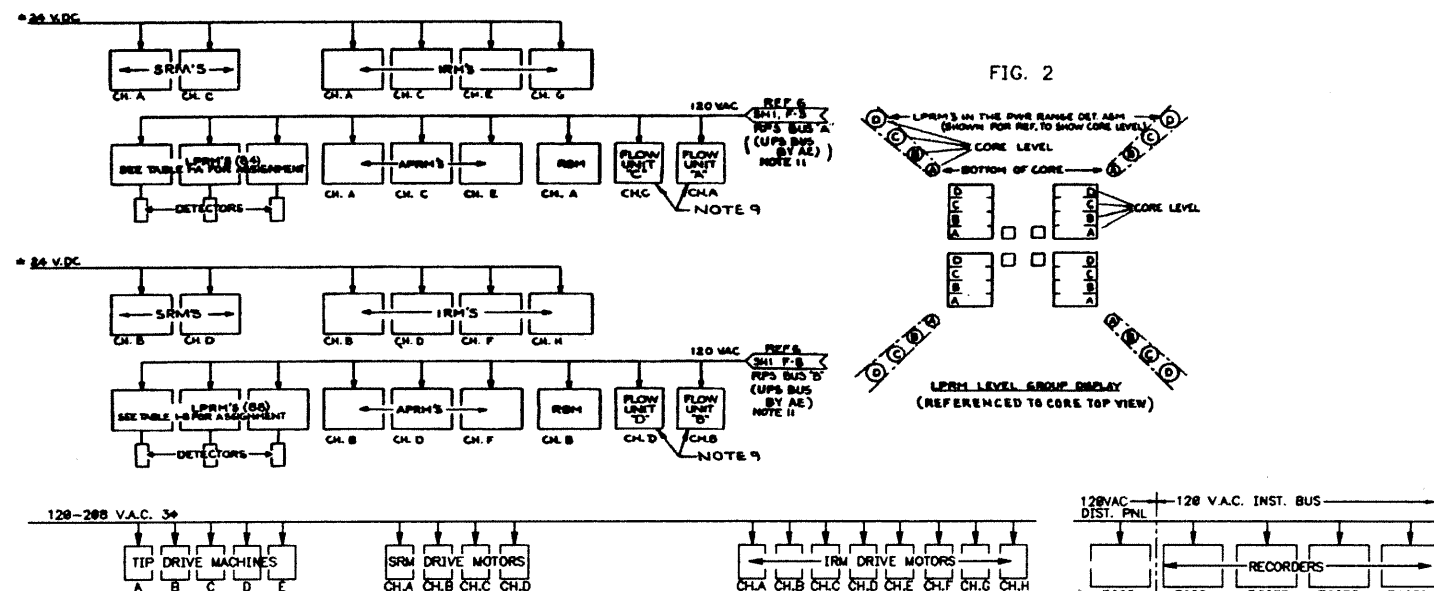 * 24 V.DC
SRM'S
IRM'S
CH. A CH. C CH. A CH. C CH. E CH. G
120 VAC
REF 6
SH1, F-5
RPS BUS "A"
(UPS BUS
BY AE)
NOTE 11
LPRM'S (84)
SEE TABLE I-A FOR ASSIGNMENT
APRM'S
RBM
FLOW
UNIT
"C"
FLOW
UNIT
"A"
CH. A CH. C CH. E CH. A CH.C CH.A
DETECTORS
NOTE 9
* 24 V.DC
SRM'S
IRM'S
CH. B CH. D CH. B CH. D CH. F CH. H
120 VAC
REF 6
SH1 F-5
RPS BUS "B"
(UPS BUS
BY AE)
NOTE 11
LPRM'S (88)
SEE TABLE I-B FOR ASSIGNMENT
APRM'S
RBM
FLOW
UNIT
"D"
FLOW
UNIT
"B"
CH. B CH. D CH. F CH. B CH.D CH.B
DETECTORS
NOTE 9
FIG. 2
LPRM'S IN THE PWR RANGE DET. ASM
(SHOWN FOR REF. TO SHOW CORE LEVEL)
D C B A
A B C D
CORE LEVEL
BOTTOM OF CORE
D D
C C
B B
A A
CORE LEVEL
D D
C C
B B
A A
D C B A
A B C D
LPRM LEVEL GROUP DISPLAY
(REFERENCED TO CORE TOP VIEW)
120-208 V.A.C. 3Φ
TIP DRIVE MACHINES
A B C D E
SRM DRIVE MOTORS
CH.A CH.B CH.C CH.D
IRM DRIVE MOTORS
CH.A CH.B CH.C CH.D CH.E CH.F CH.G CH.H
120VAC
DIST. PNL
120 V.A.C. INST. BUS
RECORDERS